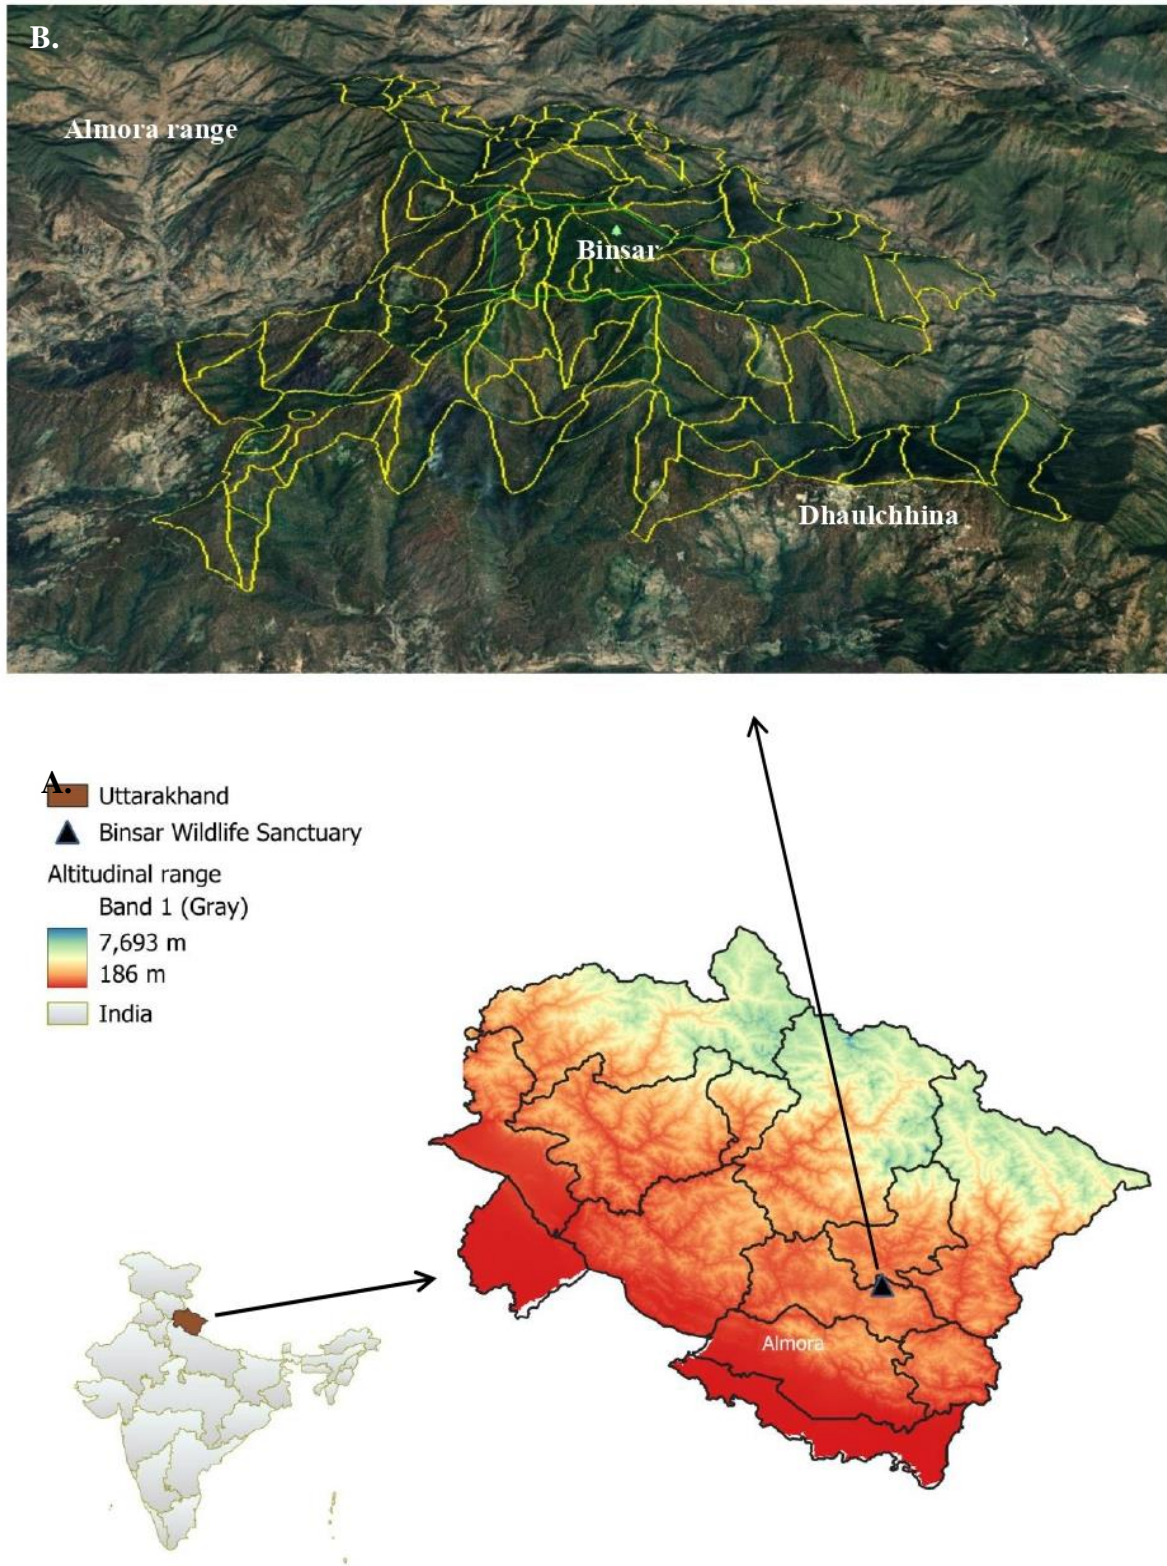 B.
Almora range
Binsar
Dhaulchhina
A.
Uttarakhand
Binsar Wildlife Sanctuary
Altitudinal range
Band 1 (Gray)
7,693 m
186 m
India
Almora